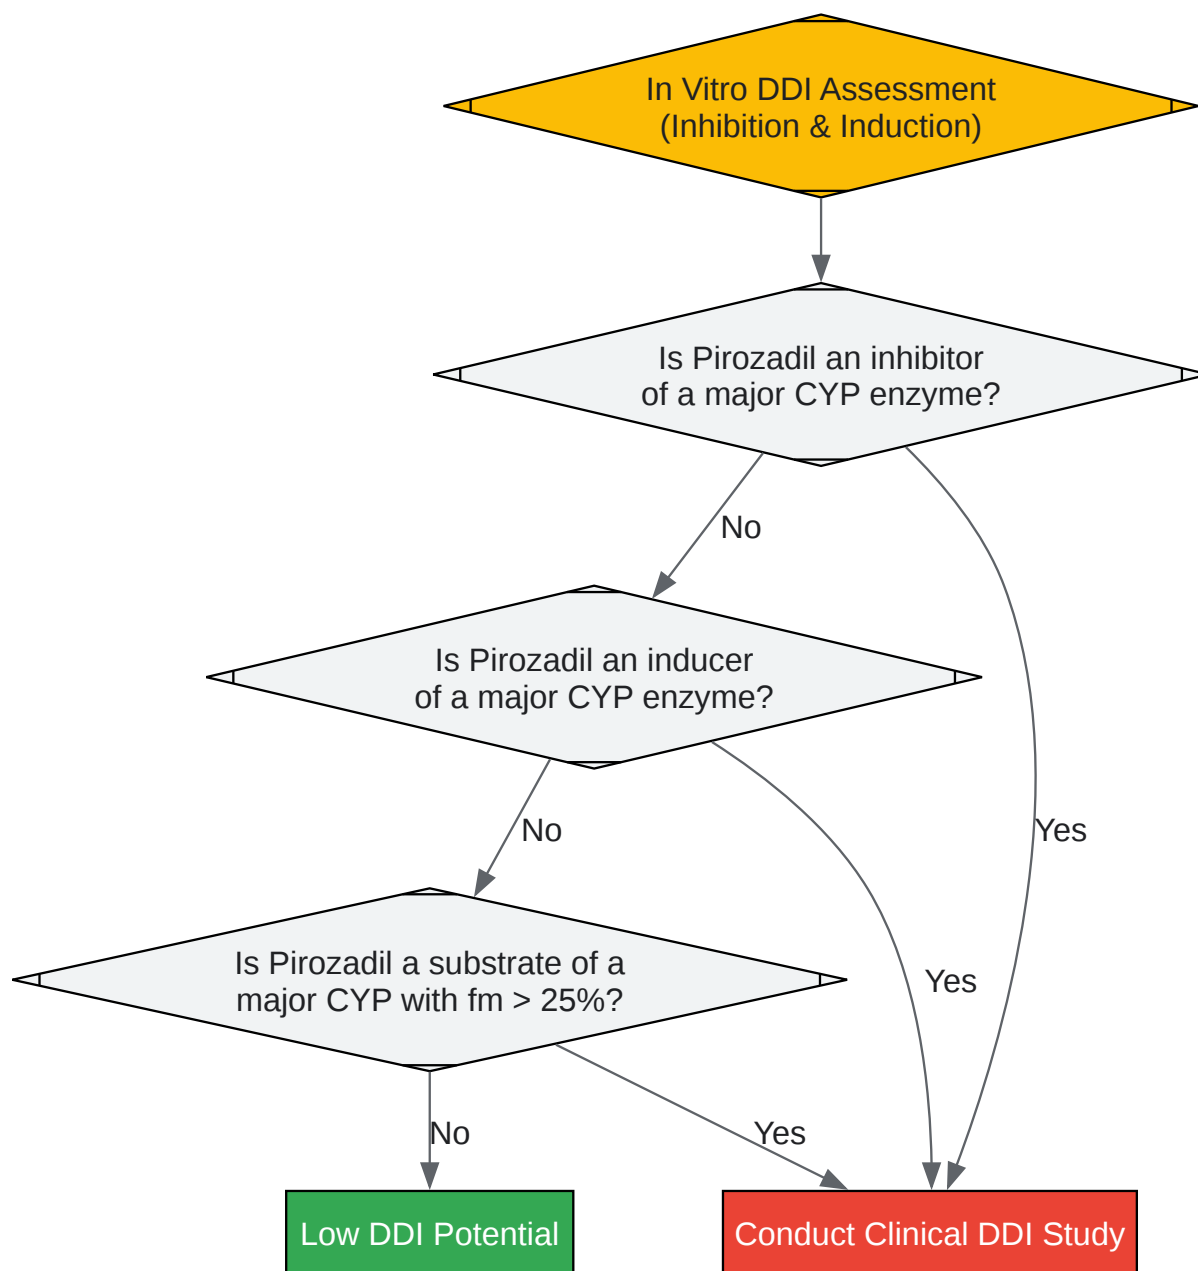 In Vitro DDI Assessment
(Inhibition & Induction)
Is Pirozadil an inhibitor
of a major CYP enzyme?
No
Is Pirozadil an inducer
of a major CYP enzyme?
No
Yes
Is Pirozadil a substrate of a
major CYP with fm > 25%?
Yes
No
Yes
Low DDI Potential
Conduct Clinical DDI Study